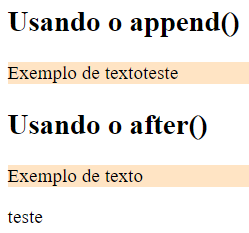 Usando o append()
Exemplo de textoteste
Usando o after()
Exemplo de texto
teste